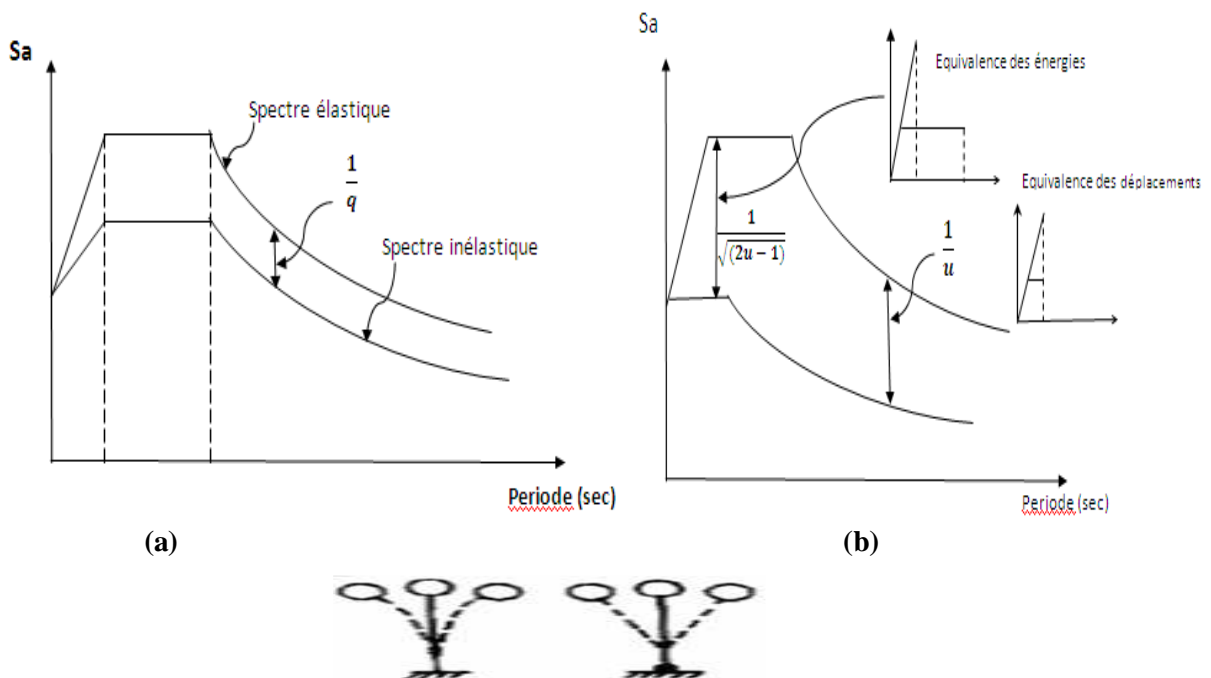 Sa
Spectre élastique
1
q
Spectre inélastique
Periode (sec)
(a)
Sa
Equivalence des énergies
Equivalence des déplacements
1
√(2u − 1)
1
u
Periode (sec)
(b)